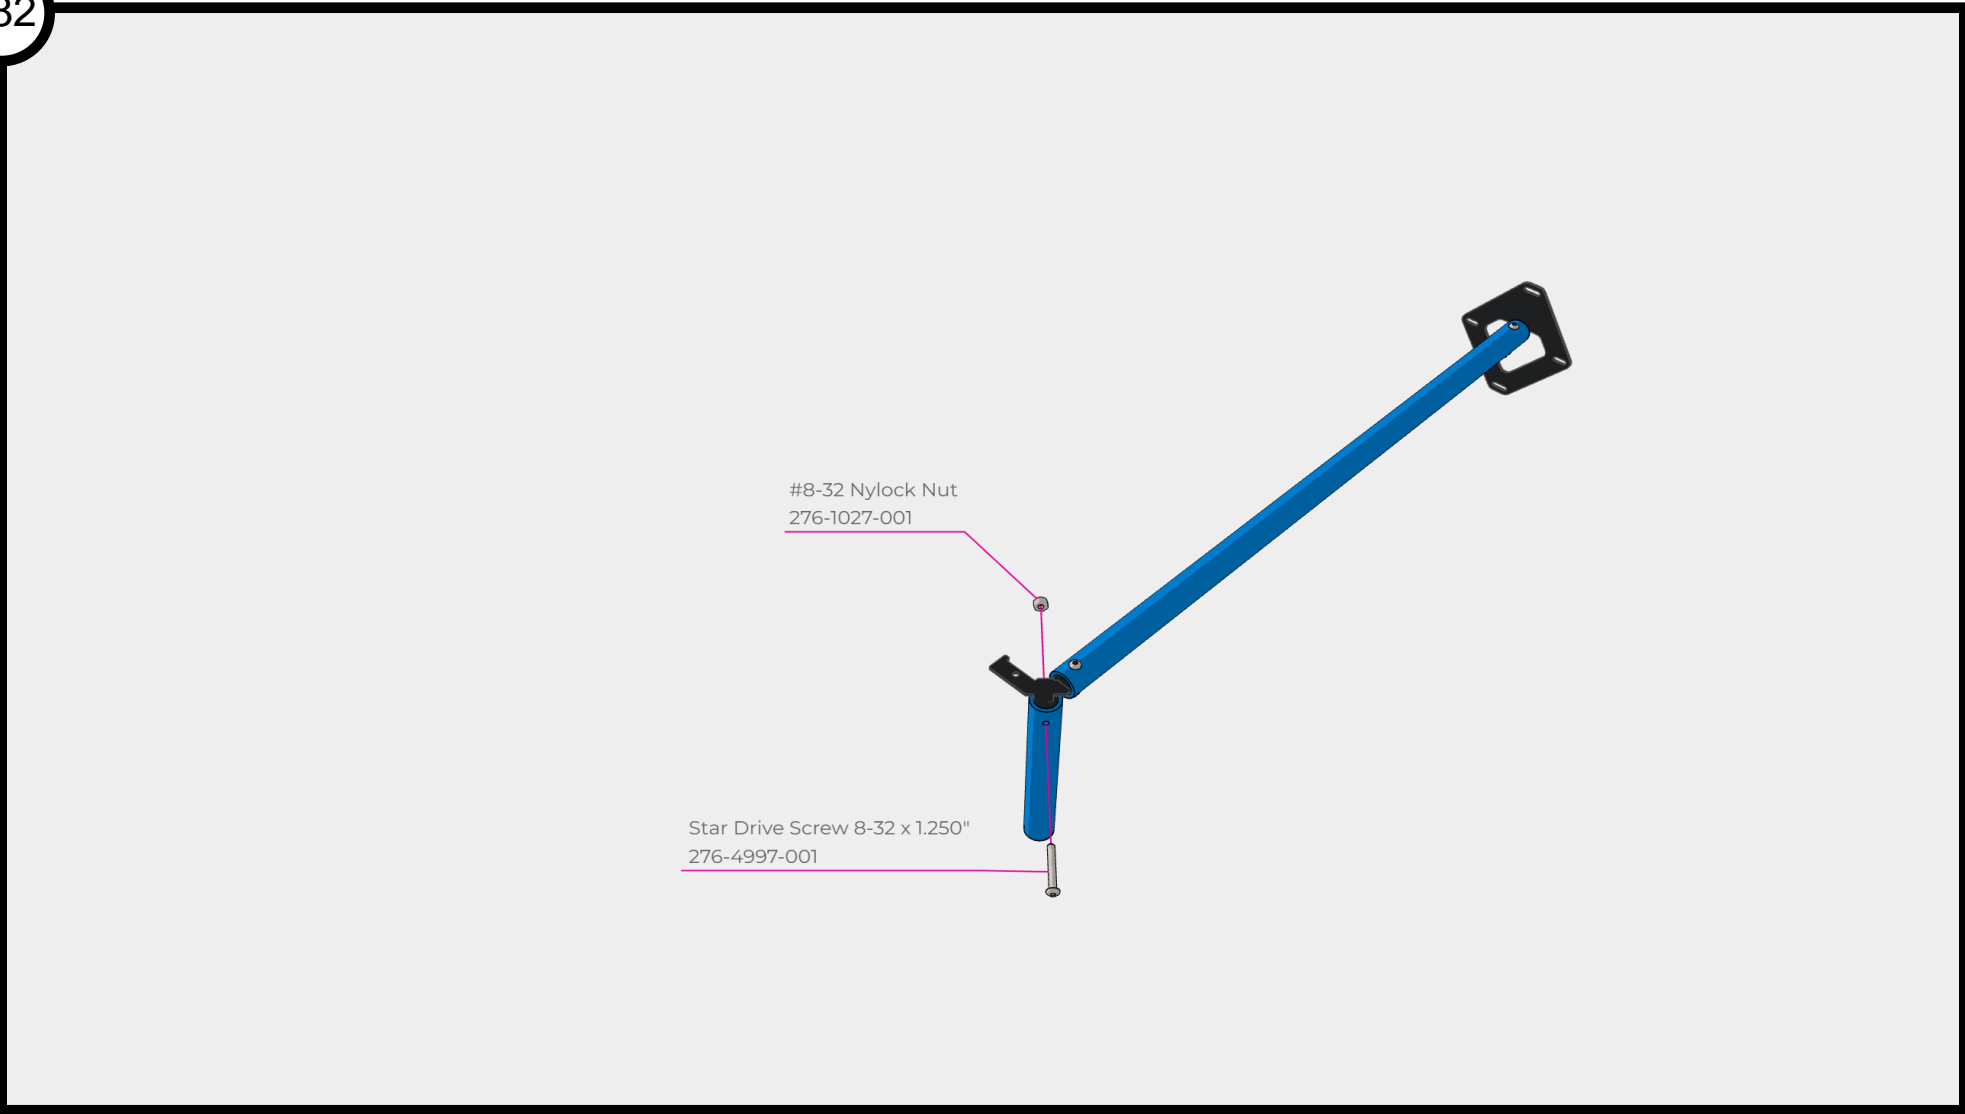 32
#8-32 Nylock Nut
276-1027-001
Star Drive Screw 8-32 x 1.250"
276-4997-001